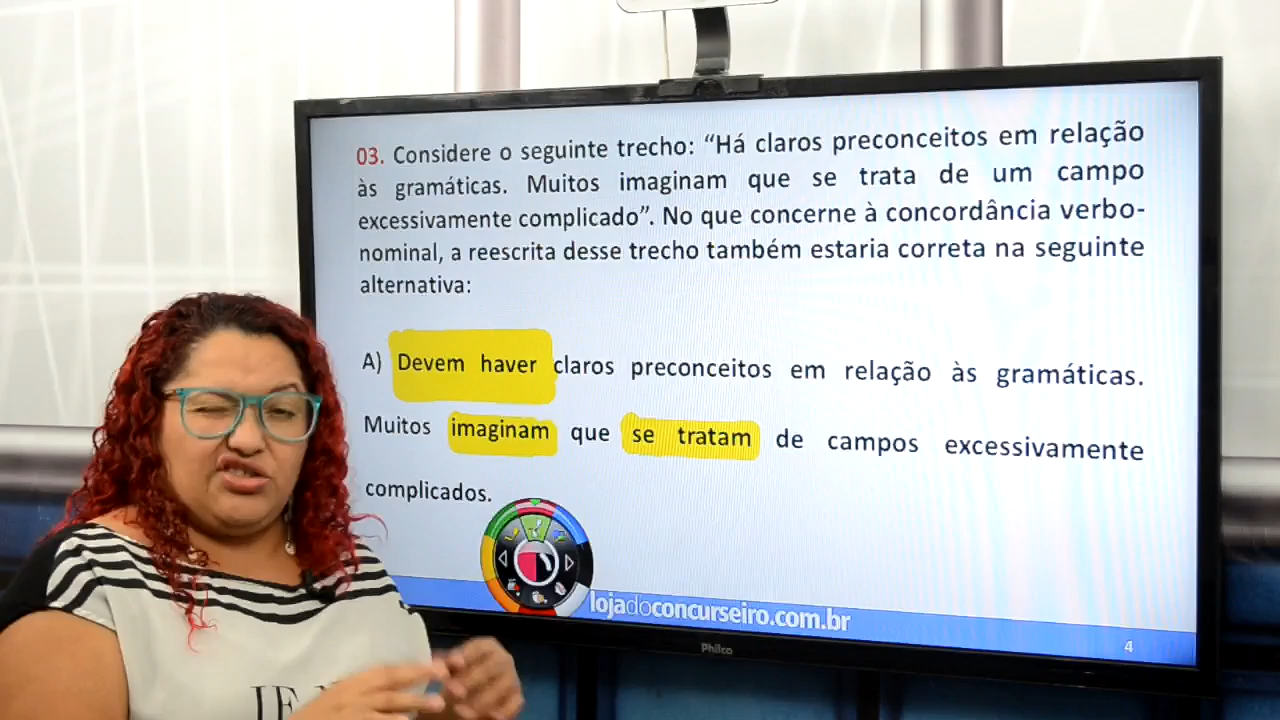 03. Considere o seguinte trecho: “Há claros preconceitos em relação
às gramáticas. Muitos imaginam que se trata de um campo
excessivamente complicado”. No que concerne à concordância verbo-
nominal, a reescrita desse trecho também estaria correta na seguinte
alternativa:
A) Devem haver claros preconceitos em relação às gramáticas.
Muitos imaginam que se tratam de campos excessivamente
complicados.
lojadoconcurseiro.com.br
4
Philco